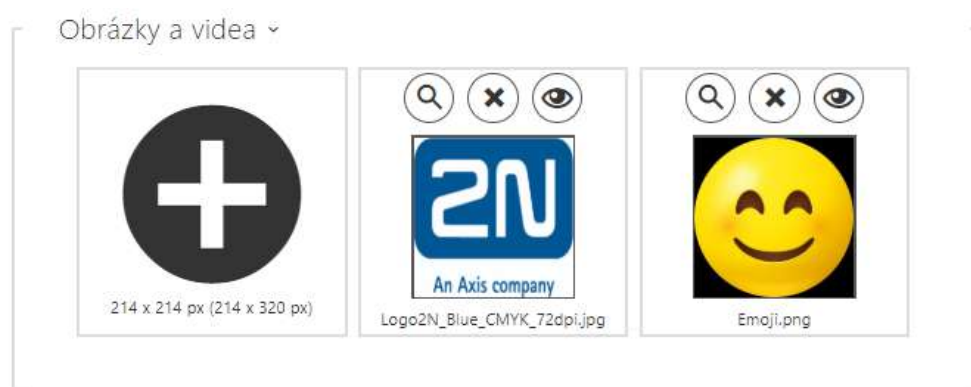 Obrázky a videa
214 x 214 px (214 x 320 px)
2N
An Axis company
Logo2N_Blue_CMYK_72dpi.jpg
Emoji.png